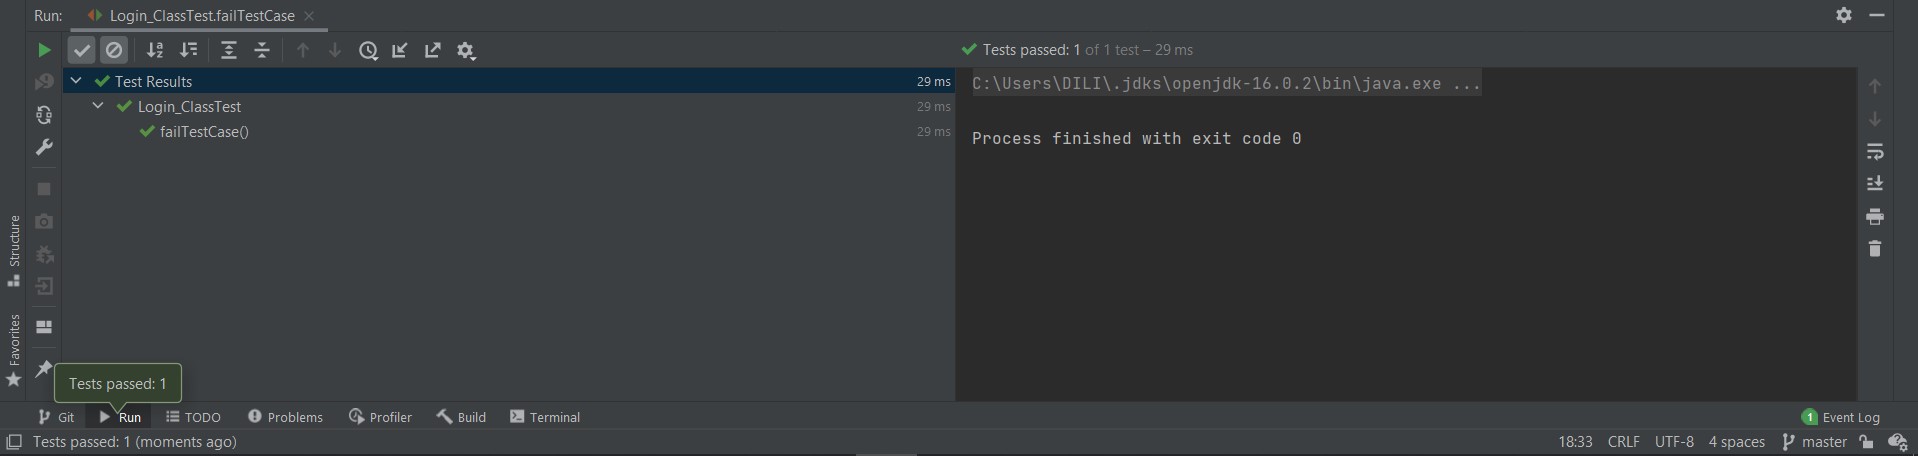 Run: Login_ClassTest.failTestCase
Tests passed: 1 of 1 test – 29 ms
Test Results 29 ms
Login_ClassTest 29 ms
failTestCase() 29 ms
C:\Users\DILI\.jdks\openjdk-16.0.2\bin\java.exe ...
Process finished with exit code 0
Structure
Favorites
Tests passed: 1
Git Run TODO Problems Profiler Build Terminal 1 Event Log
Tests passed: 1 (moments ago) 18:33 CRLF UTF-8 4 spaces master